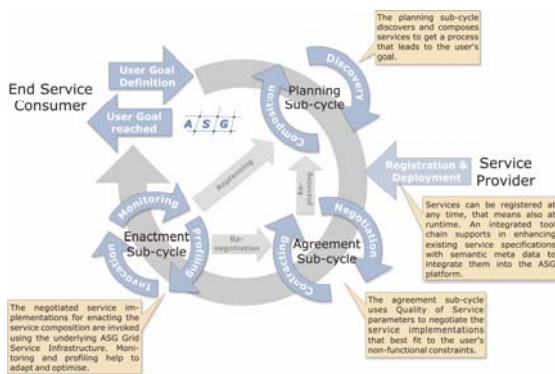 The planning sub-cycle
discovers and composes
services to get a process
that leads to the user's
goal.
User Goal
Definition
End Service
Consumer
User Goal
reached
A S G
Discovery
Planning
Sub-cycle
Composition
Registration &
Deployment
Service
Provider
Services can be registered at
any time, that means also at
runtime. An integrated tool
chain supports in enhancing
existing service specifications
with semantic meta data to
integrate them into the ASG
platform.
Replanning
Re-
planning
Monitoring
Enactment
Sub-cycle
Profiling
Invocation
Re-
negotiation
Negotiation
Agreement
Sub-cycle
Contracting
The negotiated service im-
plementations for enacting the
service composition are invoked
using the underlying ASG Grid
Service Infrastructure. Moni-
toring and profiling help to
adapt and optimise.
The agreement sub-cycle
uses Quality of Service
parameters to negotiate the
service implementations
that best fit to the user's
non-functional constraints.